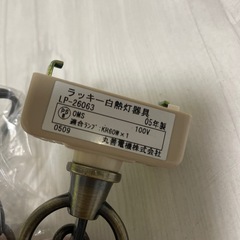 ラッキー白熱灯器具
LP-26063 05年製
PS E OMS 100V
適合ランプ:KR60W×1
0509 丸善電機株式会社